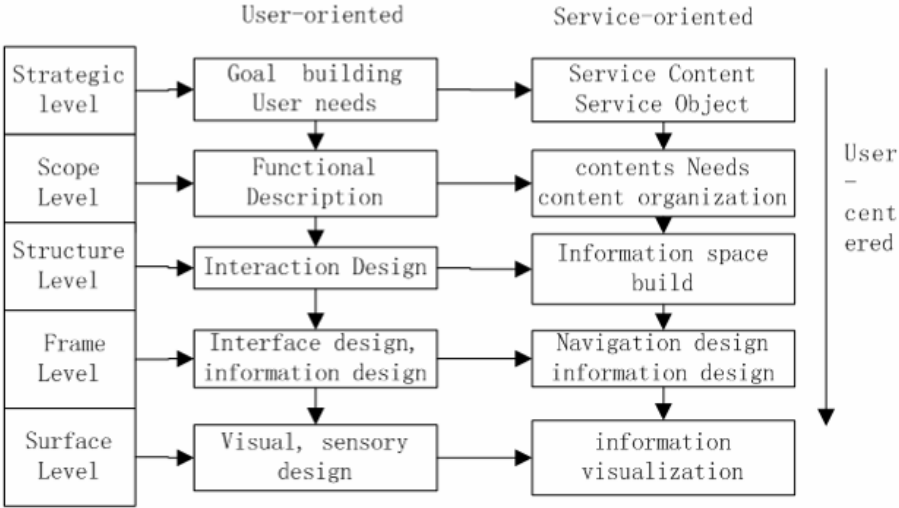 User-oriented
Service-oriented
Strategic
level
Goal building
User needs
Service Content
Service Object
Scope
Level
Functional
Description
contents Needs
content organization
Structure
Level
Interaction Design
Information space
build
Frame
Level
Interface design,
information design
Navigation design
information design
Surface
Level
Visual, sensory
design
information
visualization
User
-
cent
ered